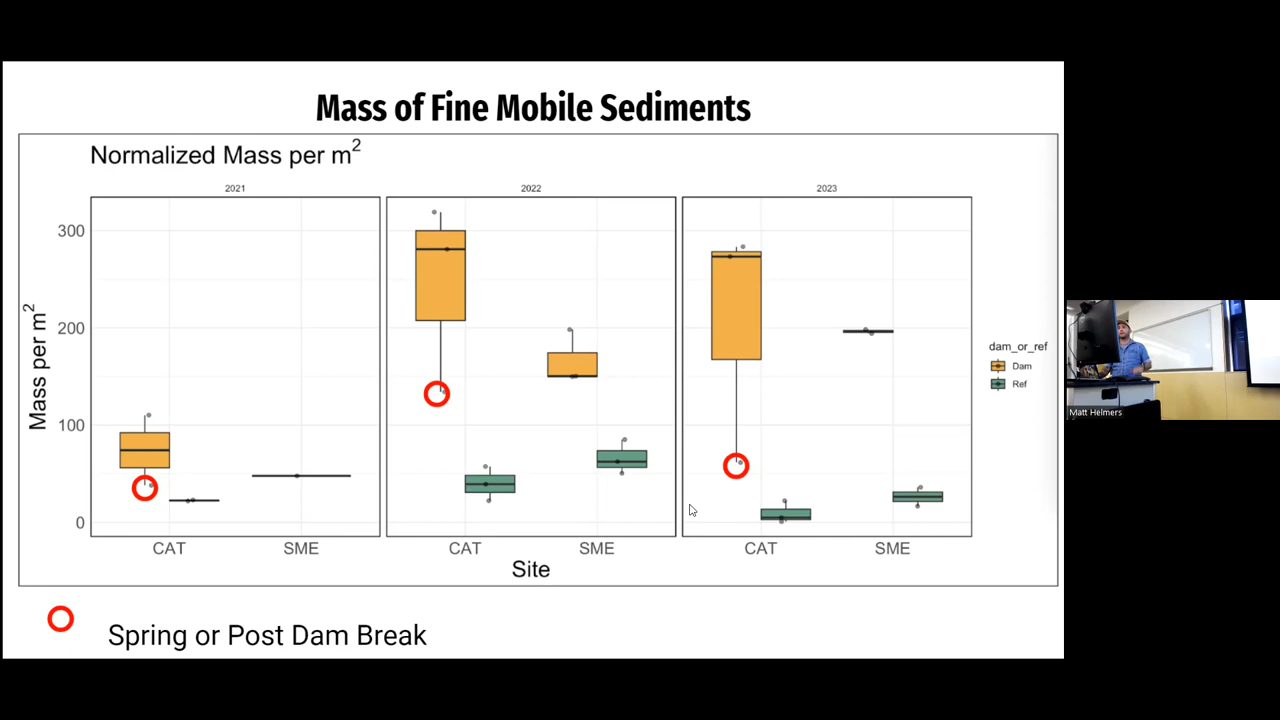 Mass of Fine Mobile Sediments
Normalized Mass per m²
2021 2022 2023
300
200
100
0
Mass per m²
CAT SME CAT SME CAT SME
Site
dam_or_ref
Dam
Ref
Spring or Post Dam Break
Matt Helmers